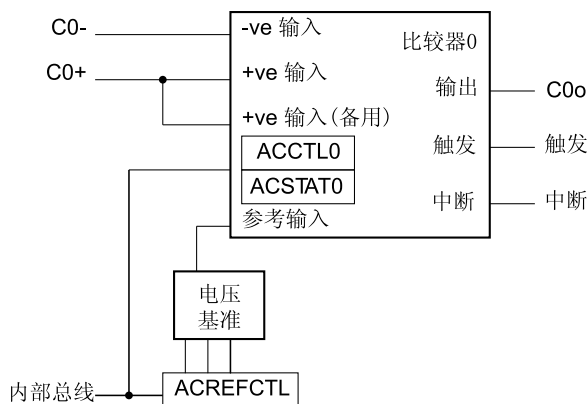 C0-
-ve 输入
比较器0
C0+
+ve 输入
输出
C0o
+ve 输入(备用)
ACCTL0
触发
触发
ACSTAT0
中断
中断
参考输入
电压
基准
内部总线
ACREFCTL